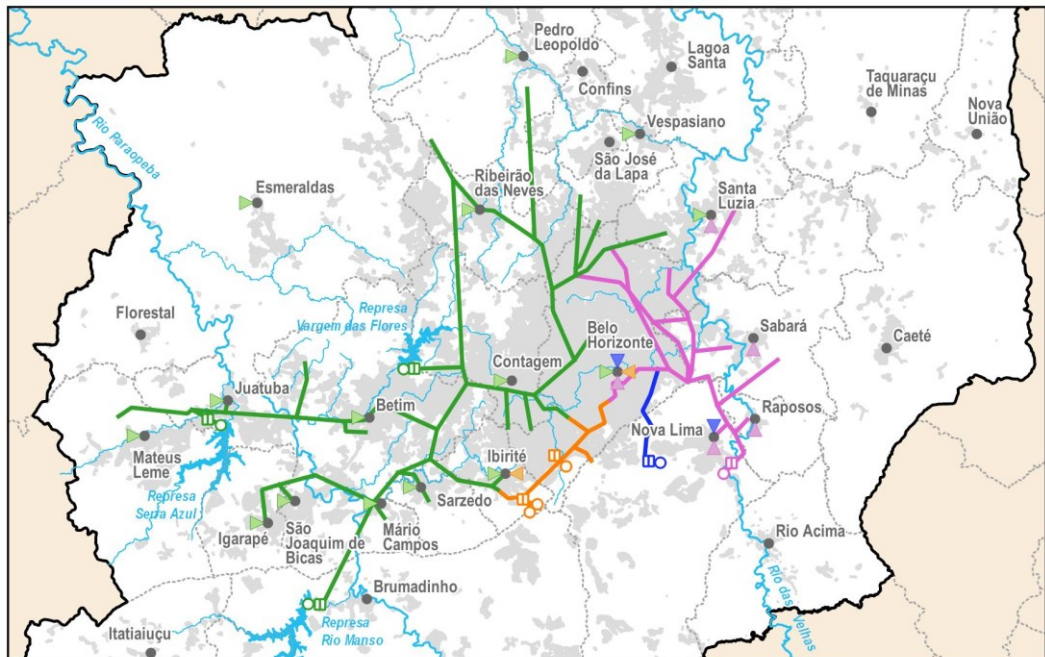 Pedro
Leopoldo
Lagoa
Santa
Confins
Taquaraçu
de Minas
Nova
União
Rio Paraopeba
Vespasiano
São José
da Lapa
Esmeraldas
Ribeirão
das Neves
Santa
Luzia
Represa
Vargem das Flores
Florestal
Belo
Horizonte
Sabará
Caeté
Contagem
Juatuba
Betim
Raposos
Nova Lima
Mateus
Leme
Ibirité
Represa
Serra Azul
Sarzedo
Igarapé
São
Joaquim de
Bicas
Mário
Campos
Rio Acima
Brumadinho
Rio das Velhas
Represa
Rio Manso
Itatiaiuçu